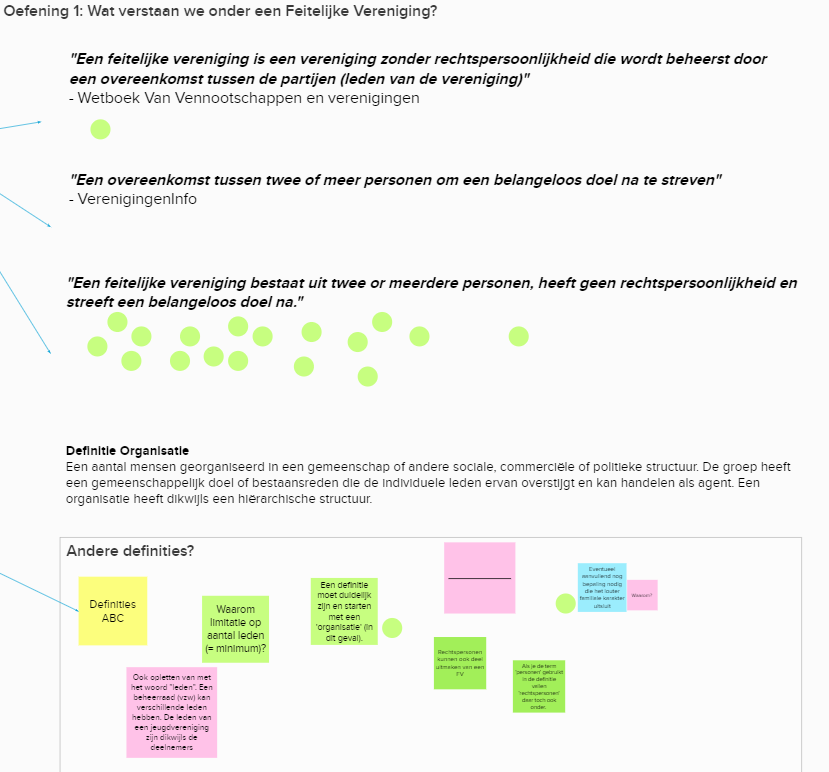 Oefening 1: Wat verstaan we onder een Feitelijke Vereniging?
"Een feitelijke vereniging is een vereniging zonder rechtspersoonlijkheid die wordt beheerst door
een overeenkomst tussen de partijen (leden van de vereniging)"
- Wetboek Van Vennootschappen en verenigingen
"Een overeenkomst tussen twee of meer personen om een belangeloos doel na te streven"
- VerenigingenInfo
"Een feitelijke vereniging bestaat uit twee or meerdere personen, heeft geen rechtspersoonlijkheid en
streeft een belangeloos doel na."
Definitie Organisatie
Een aantal mensen georganiseerd in een gemeenschap of andere sociale, commerciële of politieke structuur. De groep heeft
een gemeenschappelijk doel of bestaansreden die de individuele leden ervan overstijgt en kan handelen als agent. Een
organisatie heeft dikwijls een hiërarchische structuur.
Andere definities?
Definities
ABC
Waarom
limitatie op
aantal leden
(= minimum)?
Een definitie
moet duidelijk
zijn en starten
met een
'organisatie' (in
dit geval).
Eventueel
aanvullend nog
bepaling nodig
die het louter
familiale karakter
uitsluit
Waarom?
Rechtspersonen
kunnen ook deel
uitmaken van een
FV
Als je de term
'personen' gebruikt
in de definitie
vallen
'rechtspersonen'
daar toch ook
onder.
Ook opletten van met
het woord "leden". Een
beheerraad (vzw) kan
verschillende leden
hebben. De leden van
een jeugdvereniging
zijn dikwijls de
deelnemers